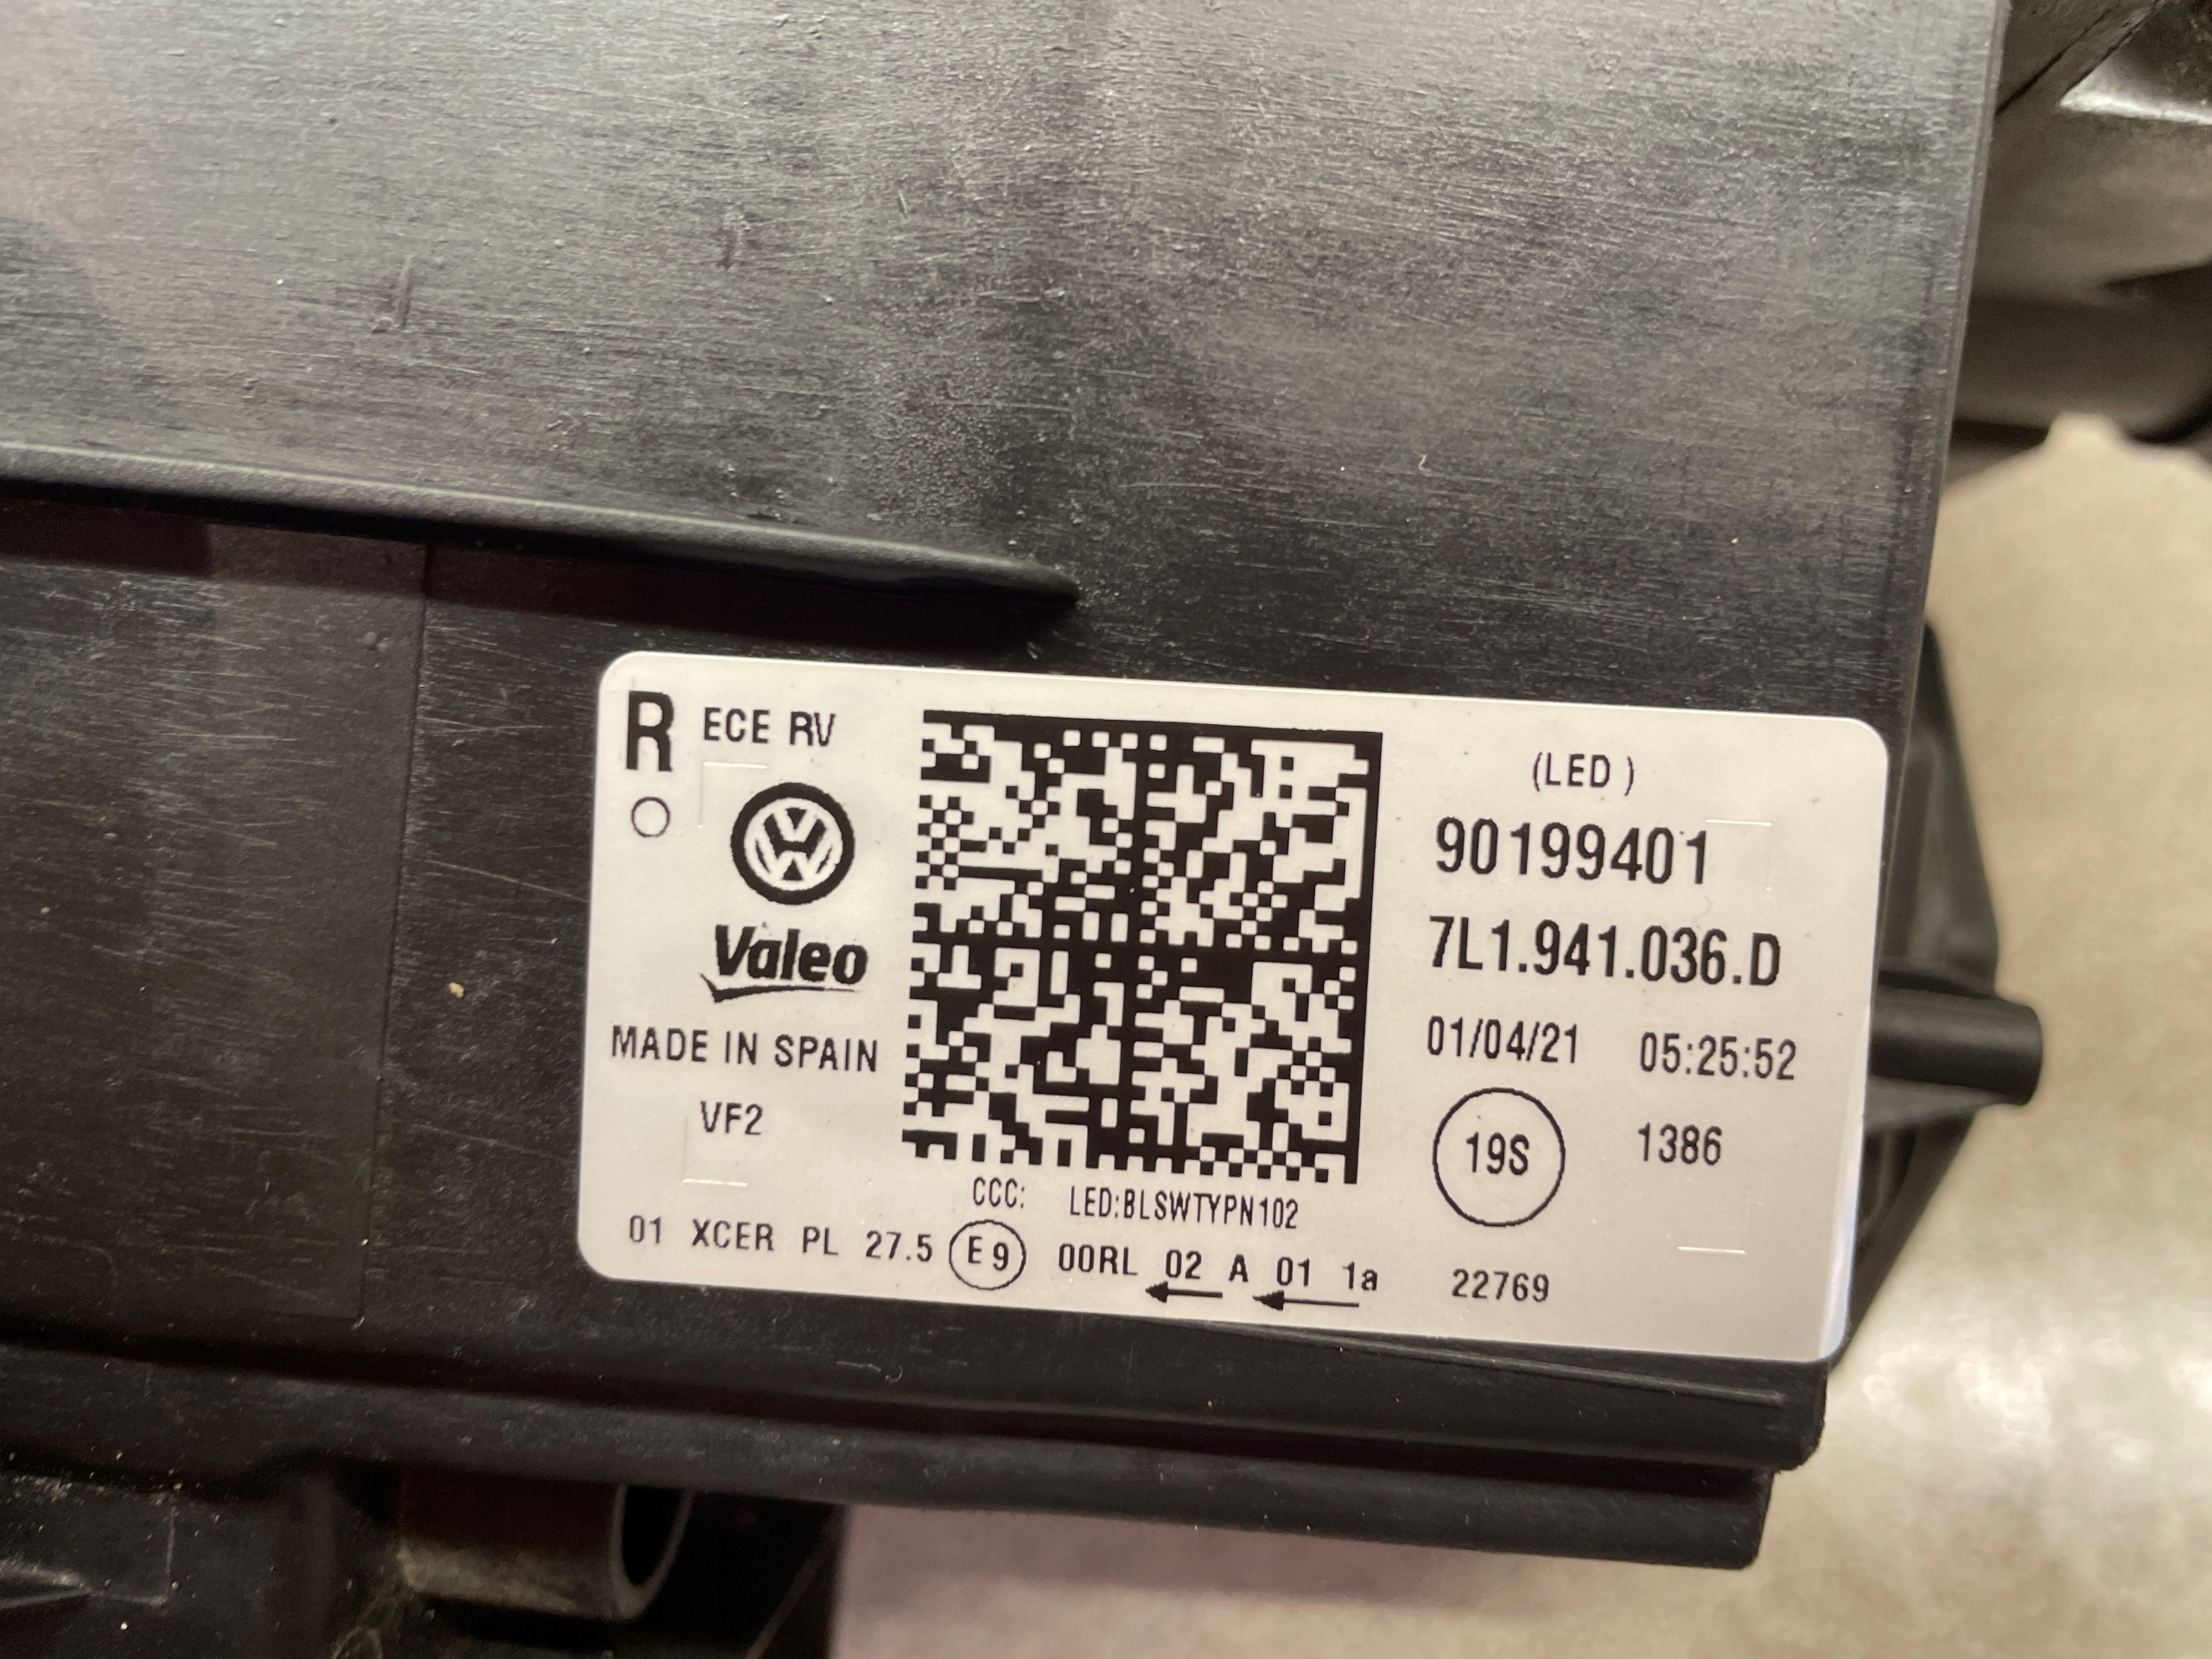 R ECE RV
(LED )
90199401
Valeo
7L1.941.036.D
MADE IN SPAIN
01/04/21 05:25:52
VF2
19S 1386
CCC: LED:BLSWTYPN102
01 XCER PL 27.5 E9 00RL 02 A 01 1a 22769